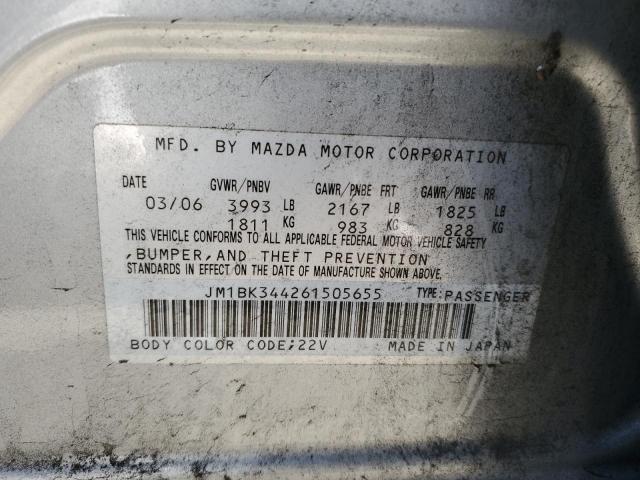 MFD. BY MAZDA MOTOR CORPORATION
DATE GVWR/PNBV GAWR/PNBE FRT GAWR/PNBE RR
03/06 3993 LB 2167 LB 1825 LB
1811 KG 983 KG 828 KG
THIS VEHICLE CONFORMS TO ALL APPLICABLE FEDERAL MOTOR VEHICLE SAFETY
,BUMPER,AND THEFT PREVENTION
STANDARDS IN EFFECT ON THE DATE OF MANUFACTURE SHOWN ABOVE.
JM1BK344261505655 TYPE:PASSENGER
BODY COLOR CODE;22V MADE IN JAPAN